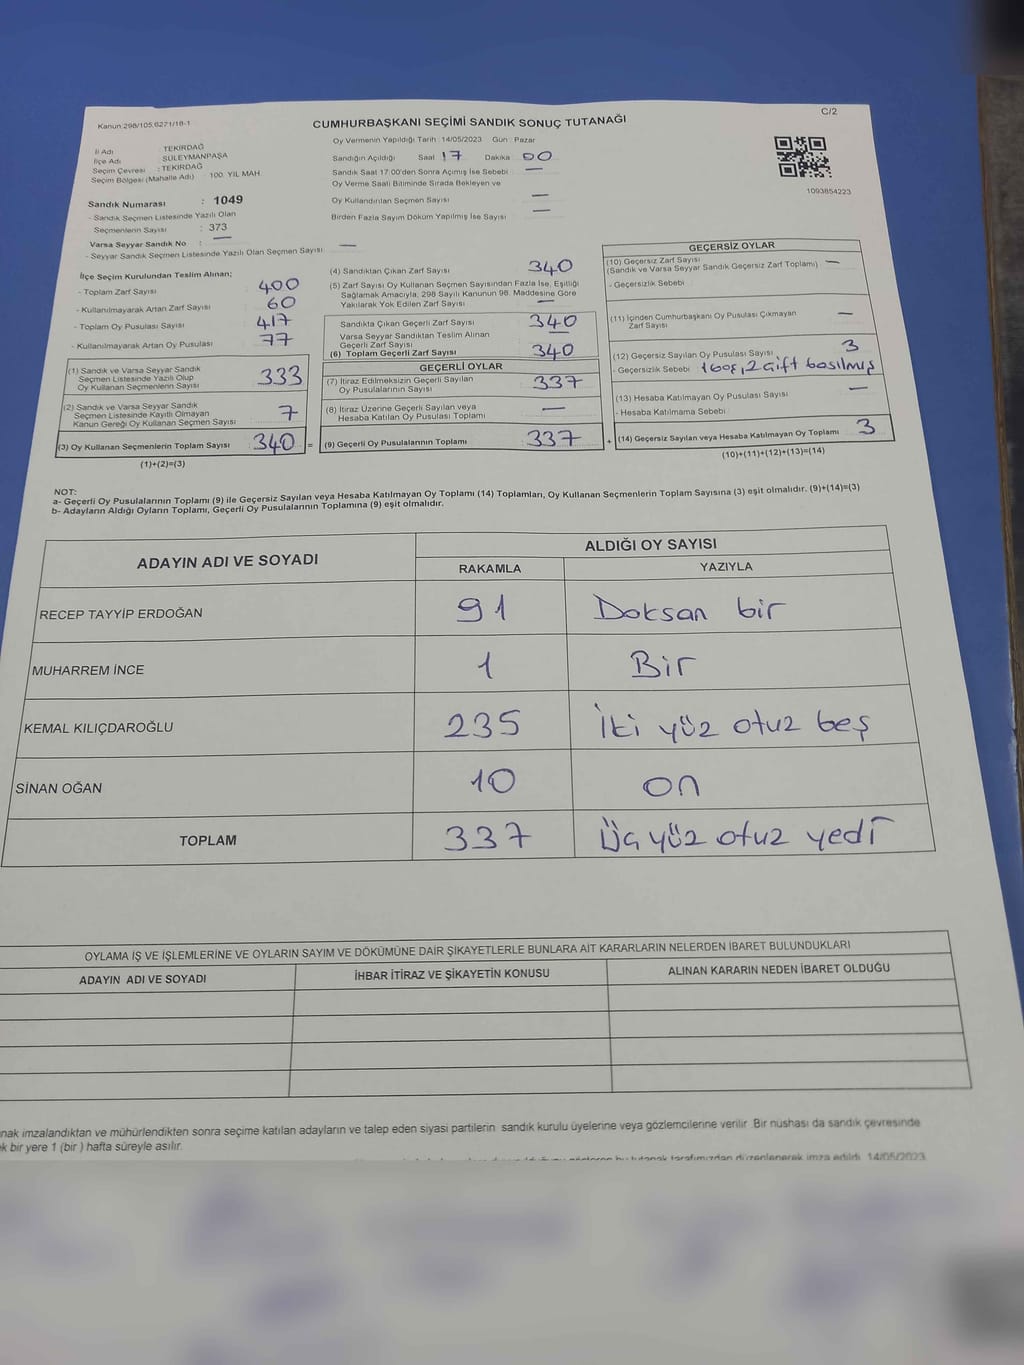 Kanun:298/105,6271/18-1
C/2
CUMHURBAŞKANI SEÇİMİ SANDIK SONUÇ TUTANAĞI
İl Adı : TEKİRDAĞ
İlçe Adı SÜLEYMANPAŞA
Seçim Çevresi : TEKİRDAĞ
Seçim Bölgesi (Mahalle Adı) : 100. YIL MAH.
Sandık Numarası : 1049
- Sandık Seçmen Listesinde Yazılı Olan
Seçmenlerin Sayısı : 373
Varsa Seyyar Sandık No : —
- Seyyar Sandık Seçmen Listesinde Yazılı Olan Seçmen Sayısı —
Oy Vermenin Yapıldığı Tarih :14/05/2023 Gün : Pazar
Sandığın Açıldığı Saat 17 Dakika 00
Sandık Saat 17:00'den Sonra Açımış İse Sebebi —
Oy Verme Saati Bitiminde Sırada Bekleyen ve
Oy Kullandırılan Seçmen Sayısı —
Birden Fazla Sayım Döküm Yapılmış İse Sayısı —
1093854223
İlçe Seçim Kurulundan Teslim Alınan;
- Toplam Zarf Sayısı 400
- Kullanılmayarak Artan Zarf Sayısı 60
- Toplam Oy Pusulası Sayısı 417
- Kullanılmayarak Artan Oy Pusulası 77
(1) Sandık ve Varsa Seyyar Sandık
Seçmen Listesinde Yazılı Olup
Oy Kullanan Seçmenlerin Sayısı 333
(2) Sandık ve Varsa Seyyar Sandık
Seçmen Listesinde Kayıtlı Olmayan
Kanun Gereği Oy Kullanan Seçmen Sayısı 7
(3) Oy Kullanan Seçmenlerin Toplam Sayısı 340 =
(1)+(2)=(3)
(4) Sandıktan Çıkan Zarf Sayısı 340
(5) Zarf Sayısı Oy Kullanan Seçmen Sayısından Fazla İse, Eşitliği
Sağlamak Amacıyla, 298 Sayılı Kanunun 98. Maddesine Göre
Yakılarak Yok Edilen Zarf Sayısı —
Sandıkta Çıkan Geçerli Zarf Sayısı 340
Varsa Seyyar Sandıktan Teslim Alınan
Geçerli Zarf Sayısı —
(6) Toplam Geçerli Zarf Sayısı 340
GEÇERLİ OYLAR
(7) İtiraz Edilmeksizin Geçerli Sayılan
Oy Pusulalarının Sayısı 337
(8) İtiraz Üzerine Geçerli Sayılan veya
Hesaba Katılan Oy Pusulası Toplamı —
(9) Geçerli Oy Pusulalarının Toplamı 337 +
GEÇERSİZ OYLAR
(10) Geçersiz Zarf Sayısı
(Sandık ve Varsa Seyyar Sandık Geçersiz Zarf Toplamı) —
- Geçersizlik Sebebi
(11) İçinden Cumhurbaşkanı Oy Pusulası Çıkmayan
Zarf Sayısı —
(12) Geçersiz Sayılan Oy Pusulası Sayısı 3
- Geçersizlik Sebebi 1 boş, 2 çift basılmış
(13) Hesaba Katılmayan Oy Pusulası Sayısı —
- Hesaba Katılmama Sebebi
(14) Geçersiz Sayılan veya Hesaba Katılmayan Oy Toplamı 3
(10)+(11)+(12)+(13)=(14)
NOT:
a- Geçerli Oy Pusulalarının Toplamı (9) ile Geçersiz Sayılan veya Hesaba Katılmayan Oy Toplamı (14) Toplamları, Oy Kullanan Seçmenlerin Toplam Sayısına (3) eşit olmalıdır. (9)+(14)=(3)
b- Adayların Aldığı Oyların Toplamı, Geçerli Oy Pusulalarının Toplamına (9) eşit olmalıdır.
ADAYIN ADI VE SOYADI
ALDIĞI OY SAYISI
RAKAMLA YAZIYLA
RECEP TAYYİP ERDOĞAN 91 Doksan bir
MUHARREM İNCE 1 Bir
KEMAL KILIÇDAROĞLU 235 İki yüz otuz beş
SİNAN OĞAN 10 on
TOPLAM 337 Üç yüz otuz yedi
OYLAMA İŞ VE İŞLEMLERİNE VE OYLARIN SAYIM VE DÖKÜMÜNE DAİR ŞİKAYETLERLE BUNLARA AİT KARARLARIN NELERDEN İBARET BULUNDUKLARI
ADAYIN ADI VE SOYADI İHBAR İTİRAZ VE ŞİKAYETİN KONUSU ALINAN KARARIN NEDEN İBARET OLDUĞU
nak imzalandıktan ve mühürlendikten sonra seçime katılan adayların ve talep eden siyasi partilerin sandık kurulu üyelerine veya gözlemcilerine verilir. Bir nüshası da sandık çevresinde
k bir yere 1 (bir ) hafta süreyle asılır.
gösteren bu tutanak tarafımızdan düzenlenerek imza edildi. 14/05/2023